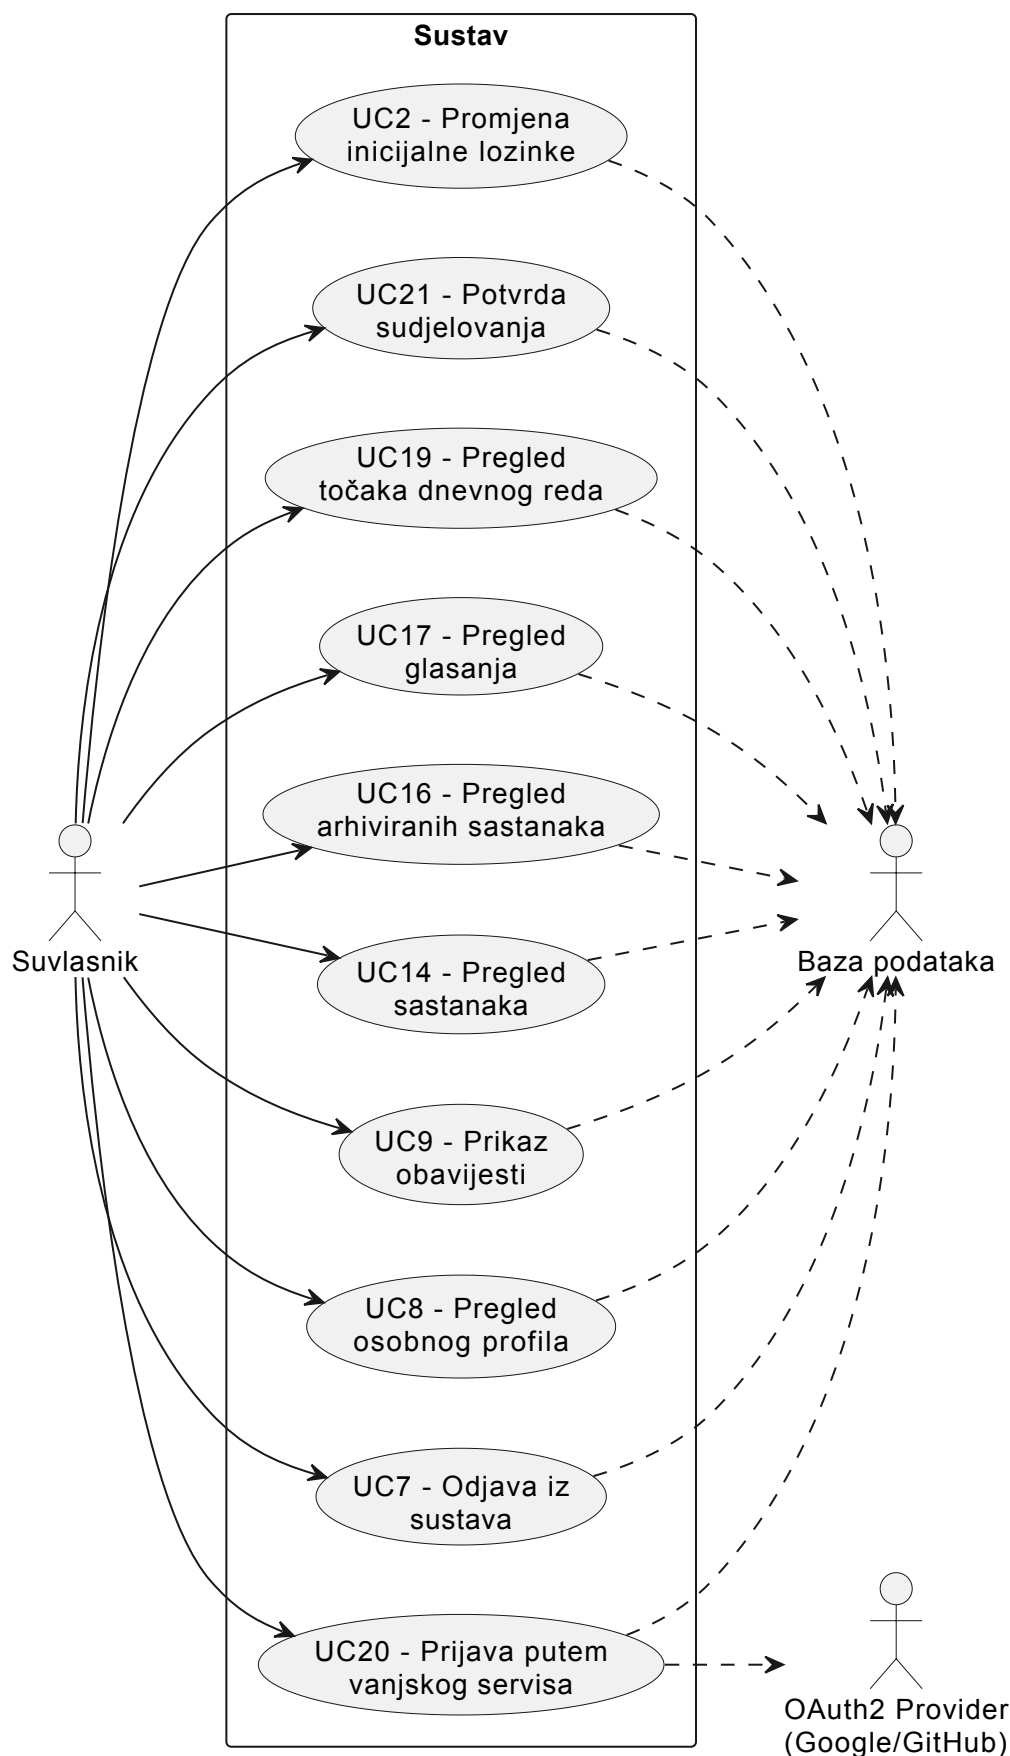 Sustav
UC2 - Promjena
inicijalne lozinke
UC21 - Potvrda
sudjelovanja
UC19 - Pregled
točaka dnevnog reda
UC17 - Pregled
glasanja
UC16 - Pregled
arhiviranih sastanaka
Suvlasnik
Baza podataka
UC14 - Pregled
sastanaka
UC9 - Prikaz
obavijesti
UC8 - Pregled
osobnog profila
UC7 - Odjava iz
sustava
UC20 - Prijava putem
vanjskog servisa
OAuth2 Provider
(Google/GitHub)